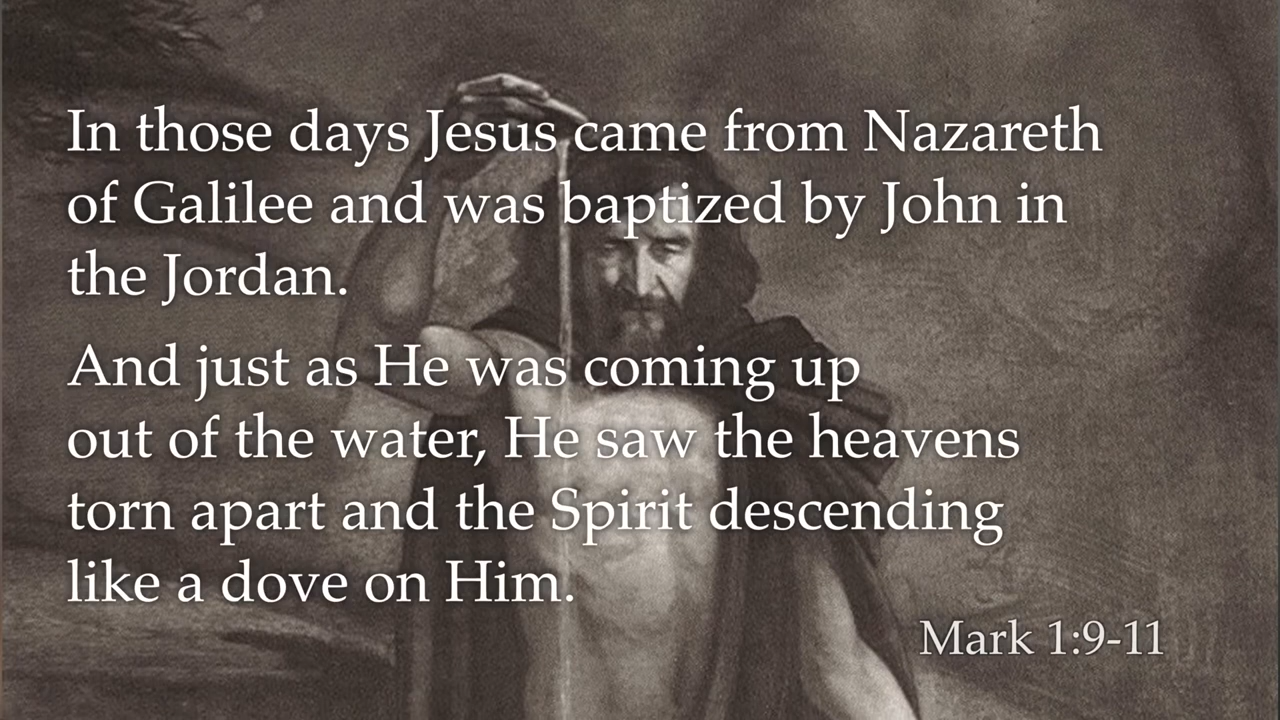 In those days Jesus came from Nazareth
of Galilee and was baptized by John in
the Jordan.
And just as He was coming up
out of the water, He saw the heavens
torn apart and the Spirit descending
like a dove on Him.
Mark 1:9-11